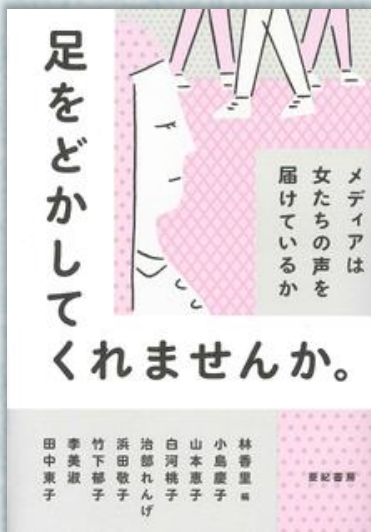 足をどかして
くれませんか。
メディアは
女たちの声を
届けているか
林香里 編
小島慶子
山本恵子
白河桃子
治部れんげ
浜田敬子
竹下郁子
李美淑
田中東子
亜紀書房